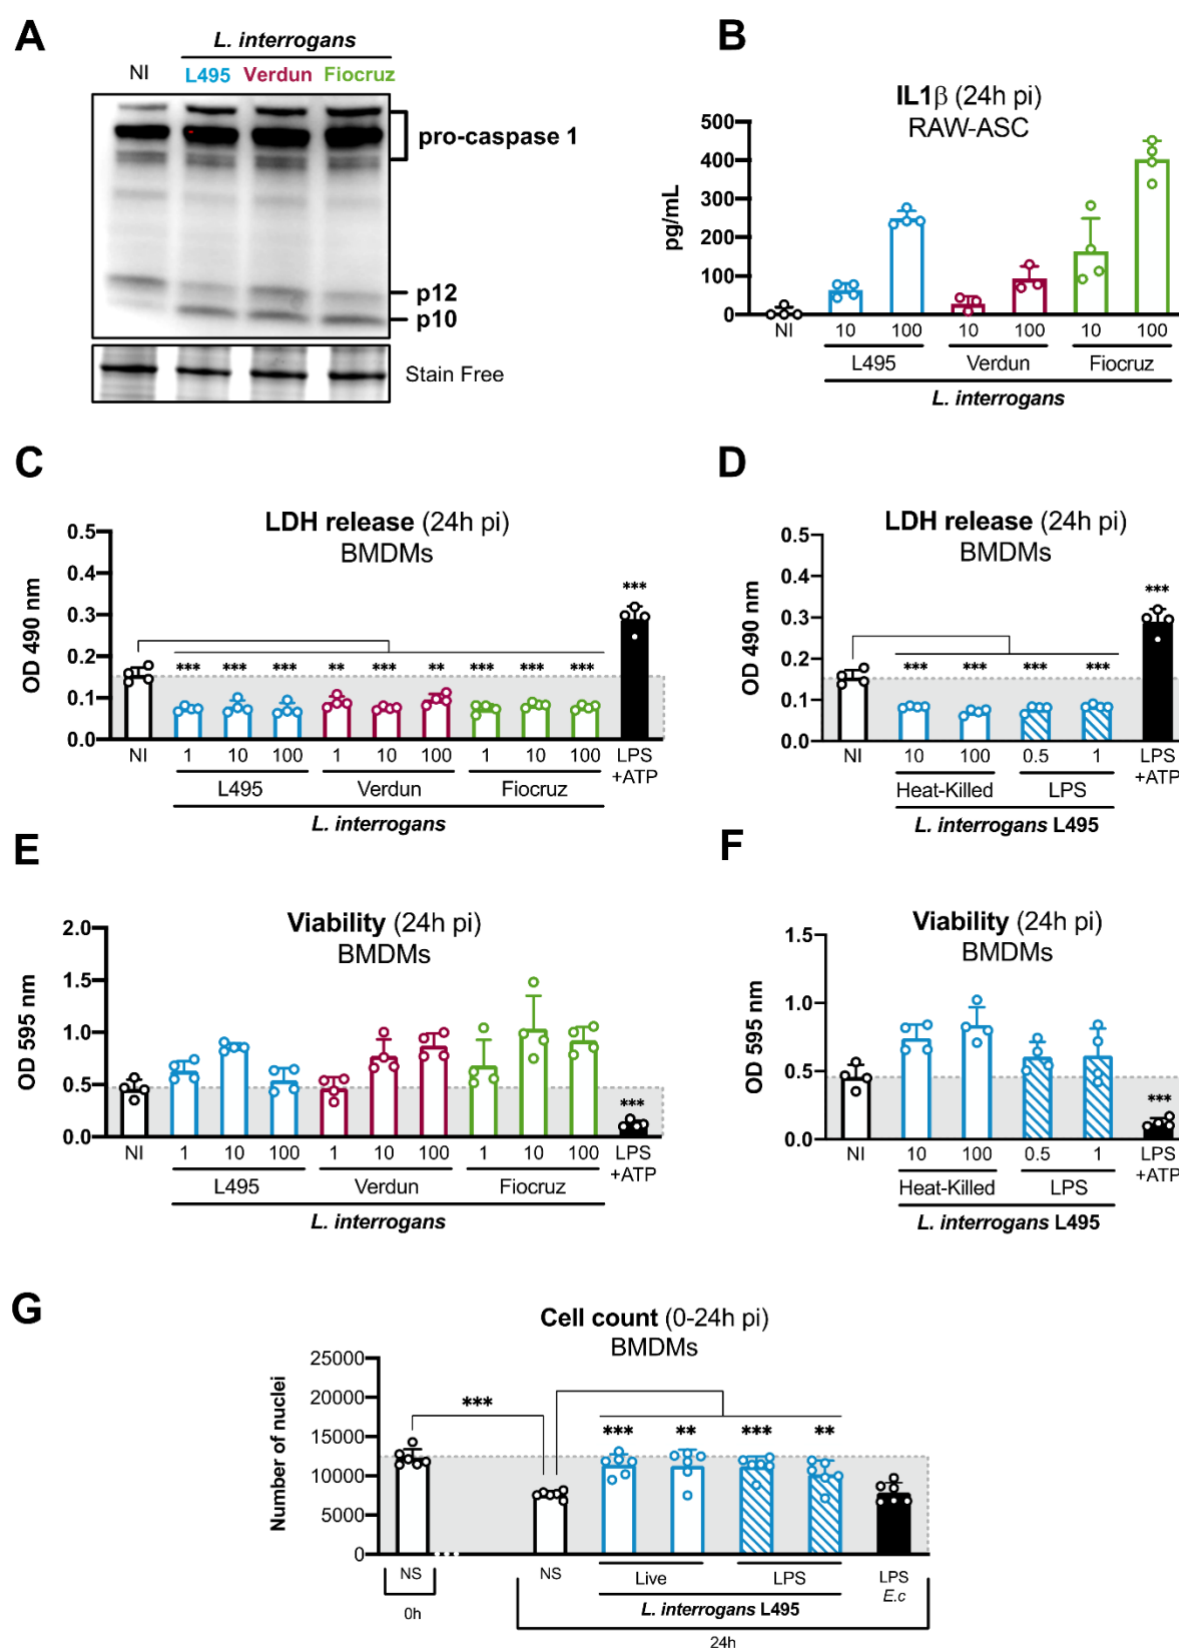 A
L. interrogans
NI L495 Verdun Fiocruz
pro-caspase 1
p12
p10
Stain Free
B
IL1β (24h pi)
RAW-ASC
pg/mL
500
400
300
200
100
0
NI 10 100 10 100 10 100
L495 Verdun Fiocruz
L. interrogans
C
LDH release (24h pi)
BMDMs
OD 490 nm
0.5
0.4
0.3
0.2
0.1
0.0
***
*** *** *** ** *** ** *** *** ***
NI 1 10 100 1 10 100 1 10 100 LPS
+ATP
L495 Verdun Fiocruz
L. interrogans
D
LDH release (24h pi)
BMDMs
OD 490 nm
0.5
0.4
0.3
0.2
0.1
0.0
***
*** *** *** ***
NI 10 100 0.5 1 LPS
+ATP
Heat-Killed LPS
L. interrogans L495
E
Viability (24h pi)
BMDMs
OD 595 nm
2.0
1.5
1.0
0.5
0.0
***
NI 1 10 100 1 10 100 1 10 100 LPS
+ATP
L495 Verdun Fiocruz
L. interrogans
F
Viability (24h pi)
BMDMs
OD 595 nm
1.5
1.0
0.5
0.0
***
NI 10 100 0.5 1 LPS
+ATP
Heat-Killed LPS
L. interrogans L495
G
Cell count (0-24h pi)
BMDMs
Number of nuclei
25000
20000
15000
10000
5000
0
***
*** ** *** **
NS NS Live LPS LPS
E.c
L. interrogans L495
0h
24h